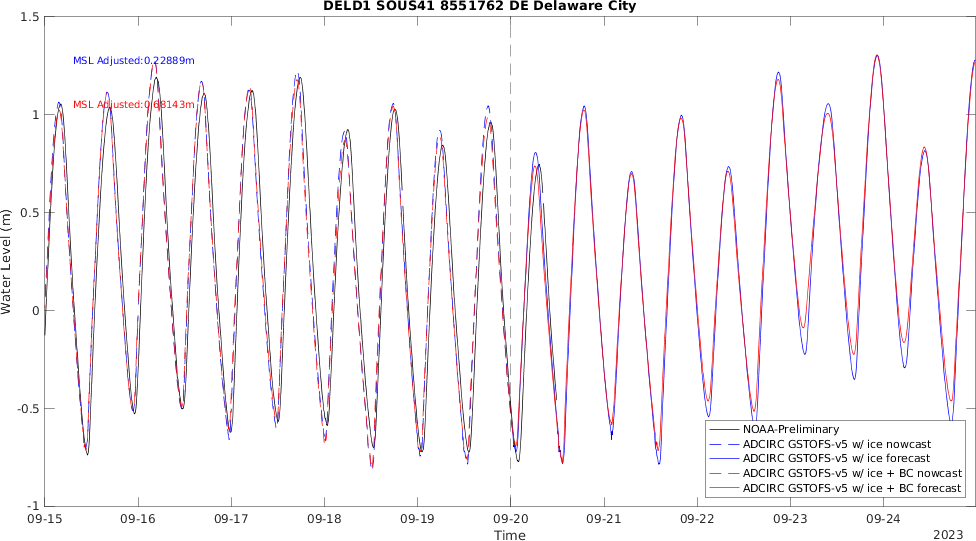 DELD1 SOUS41 8551762 DE Delaware City
1.5
MSL Adjusted:0.22889m
MSL Adjusted:0.68143m
1
0.5
0
-0.5
-1
Water Level (m)
NOAA-Preliminary
ADCIRC GSTOFS-v5 w/ ice nowcast
ADCIRC GSTOFS-v5 w/ ice forecast
ADCIRC GSTOFS-v5 w/ ice + BC nowcast
ADCIRC GSTOFS-v5 w/ ice + BC forecast
09-15 09-16 09-17 09-18 09-19 09-20 09-21 09-22 09-23 09-24
Time
2023